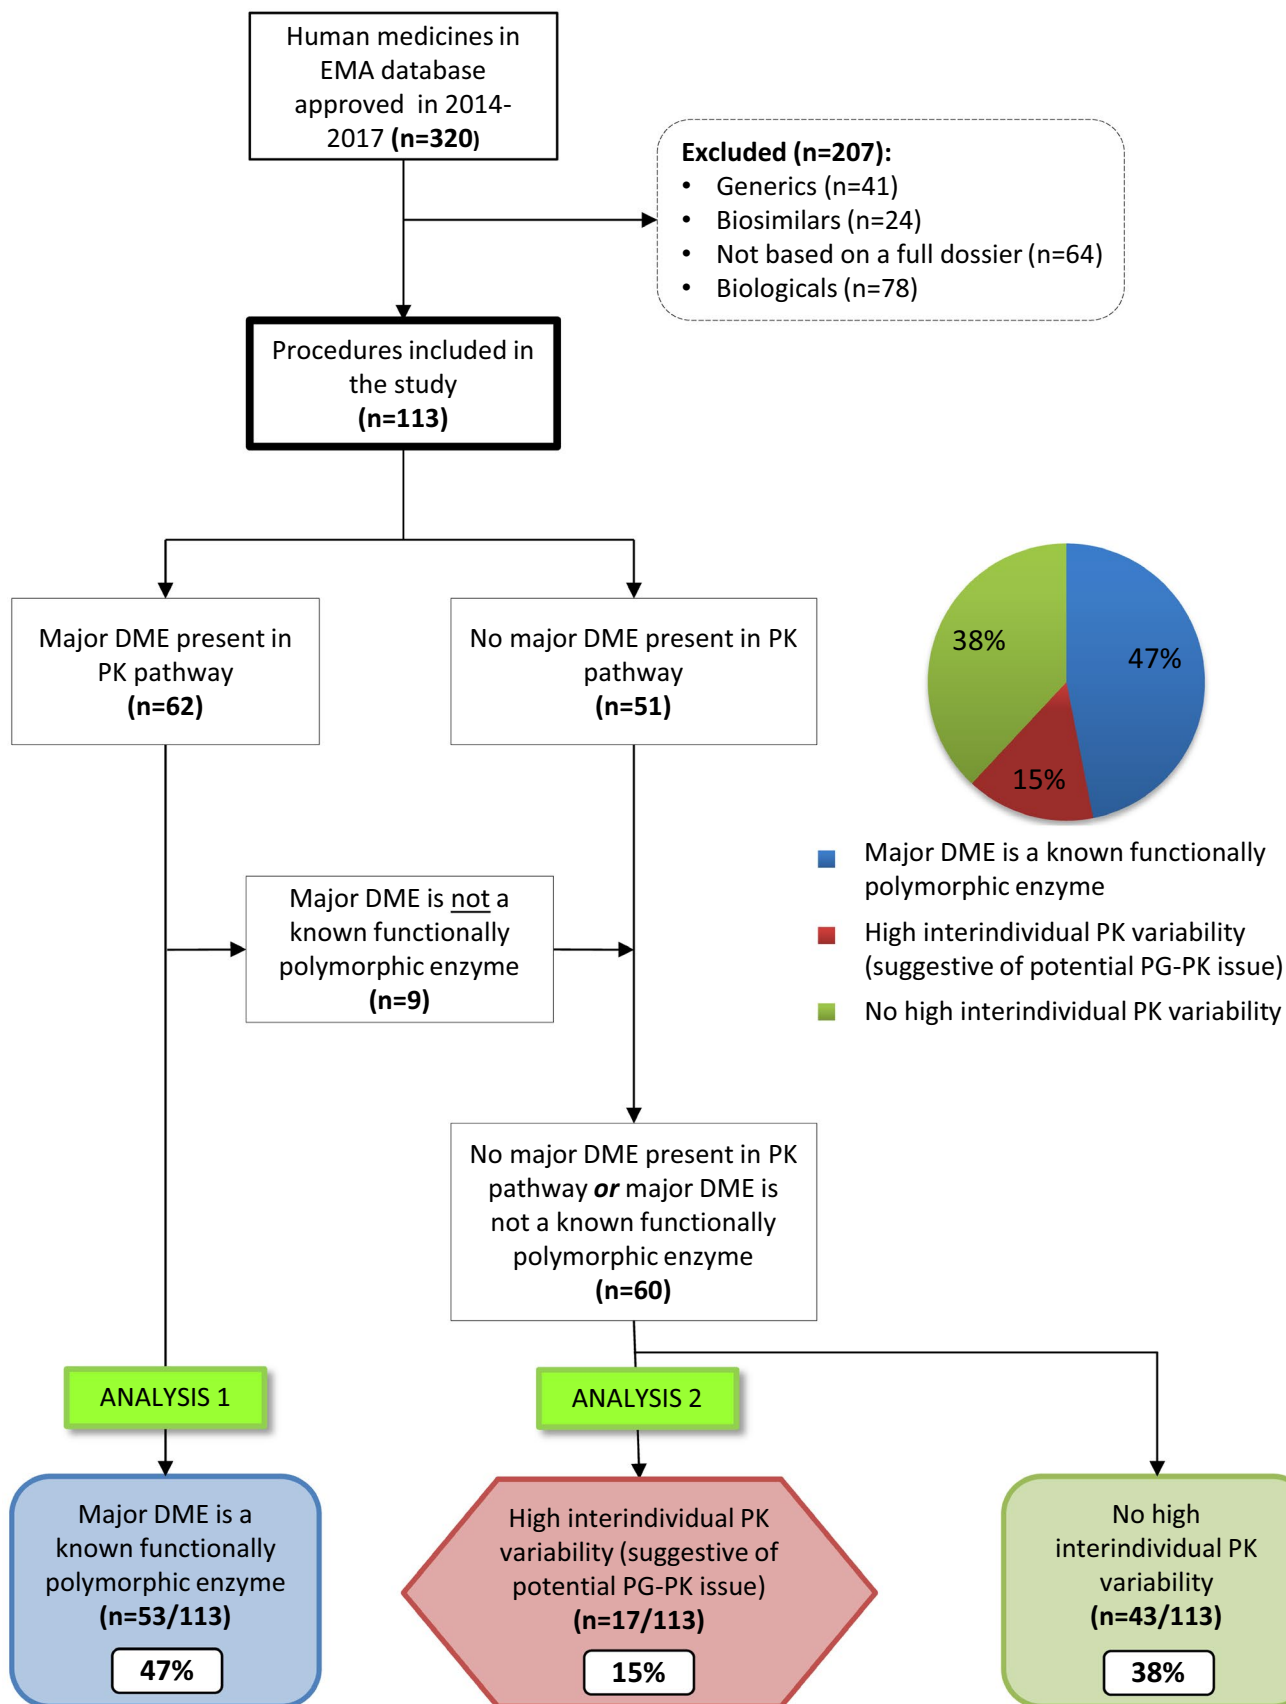 Human medicines in
EMA database
approved  in 2014-
2017 (n=320)
Excluded (n=207):
• Generics (n=41)
• Biosimilars (n=24)
• Not based on a full dossier (n=64)
• Biologicals (n=78)
Procedures included in
the study
(n=113)
Major DME present in
PK pathway
(n=62)
No major DME present in PK
pathway
(n=51)
38%
47%
15%
Major DME is a known functionally
polymorphic enzyme
High interindividual PK variability
(suggestive of potential PG-PK issue)
No high interindividual PK variability
Major DME is not a
known functionally
polymorphic enzyme
(n=9)
No major DME present in PK
pathway or major DME is
not a known functionally
polymorphic enzyme
(n=60)
ANALYSIS 1
ANALYSIS 2
Major DME is a
known functionally
polymorphic enzyme
(n=53/113)
47%
High interindividual PK
variability (suggestive of
potential PG-PK issue)
(n=17/113)
15%
No high
interindividual PK
variability
(n=43/113)
38%